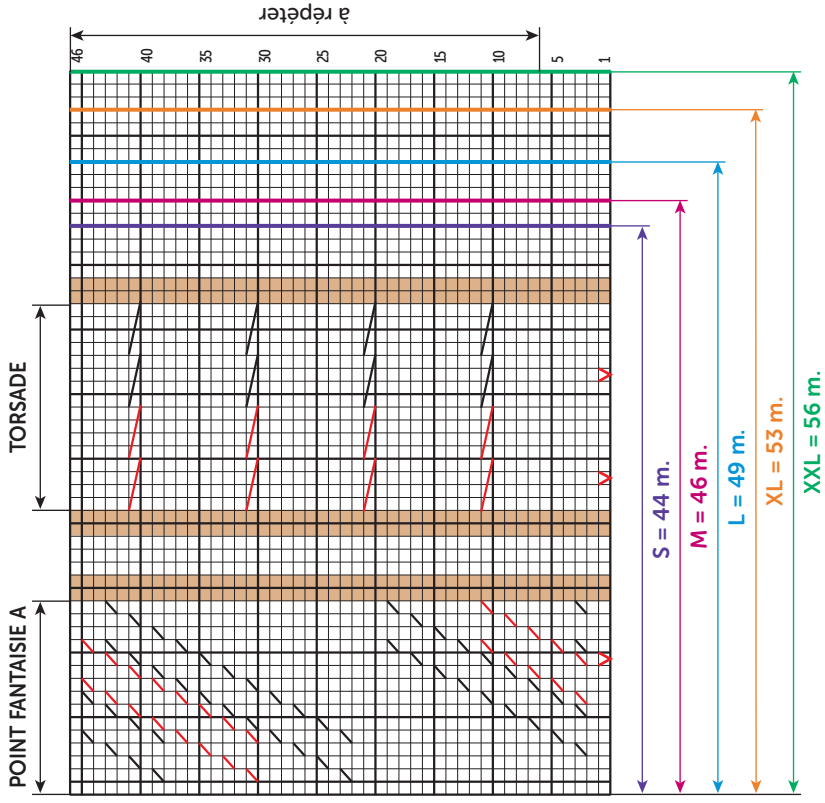 à répéter
POINT FANTAISIE A
TORSADE
46
40
35
30
25
20
15
10
5
1
S = 44 m.
M = 46 m.
L = 49 m.
XL = 53 m.
XXL = 56 m.